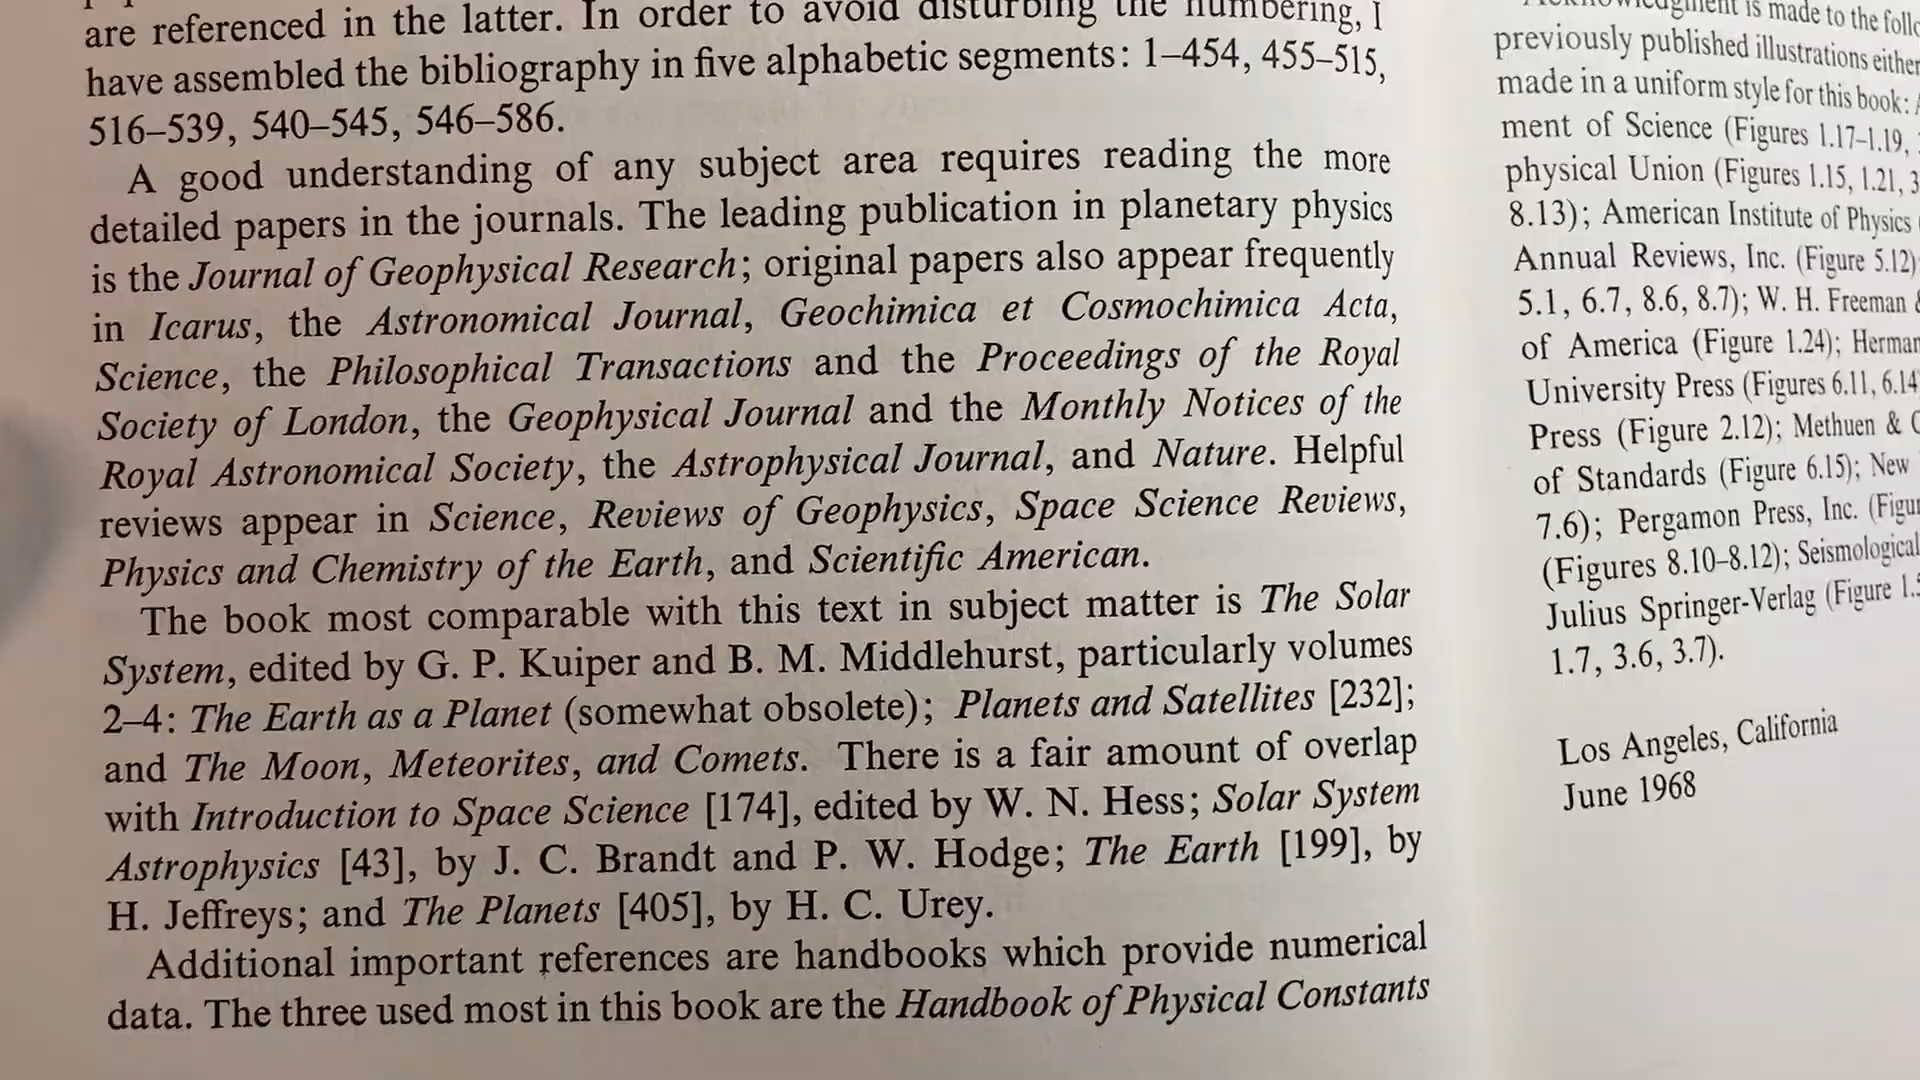 are referenced in the latter. In order to avoid disturbing the numbering, I
have assembled the bibliography in five alphabetic segments: 1–454, 455–515,
516–539, 540–545, 546–586.
A good understanding of any subject area requires reading the more
detailed papers in the journals. The leading publication in planetary physics
is the Journal of Geophysical Research; original papers also appear frequently
in Icarus, the Astronomical Journal, Geochimica et Cosmochimica Acta,
Science, the Philosophical Transactions and the Proceedings of the Royal
Society of London, the Geophysical Journal and the Monthly Notices of the
Royal Astronomical Society, the Astrophysical Journal, and Nature. Helpful
reviews appear in Science, Reviews of Geophysics, Space Science Reviews,
Physics and Chemistry of the Earth, and Scientific American.
The book most comparable with this text in subject matter is The Solar
System, edited by G. P. Kuiper and B. M. Middlehurst, particularly volumes
2–4: The Earth as a Planet (somewhat obsolete); Planets and Satellites [232];
and The Moon, Meteorites, and Comets. There is a fair amount of overlap
with Introduction to Space Science [174], edited by W. N. Hess; Solar System
Astrophysics [43], by J. C. Brandt and P. W. Hodge; The Earth [199], by
H. Jeffreys; and The Planets [405], by H. C. Urey.
Additional important references are handbooks which provide numerical
data. The three used most in this book are the Handbook of Physical Constants
is made to the
previously published illustrations either
made in a uniform style for this book:
ment of Science (Figures 1.17–1.19,
physical Union (Figures 1.15, 1.21,
8.13); American Institute of Physics
Annual Reviews, Inc. (Figure 5.12)
5.1, 6.7, 8.6, 8.7); W. H. Freeman
of America (Figure 1.24);
University Press (Figures 6.11, 6.14
Press (Figure 2.12); Methuen &
of Standards (Figure 6.15); New
7.6); Pergamon Press, Inc.
(Figures 8.10–8.12); Seismological
Julius Springer-Verlag (Figure
1.7, 3.6, 3.7).
Los Angeles, California
June 1968